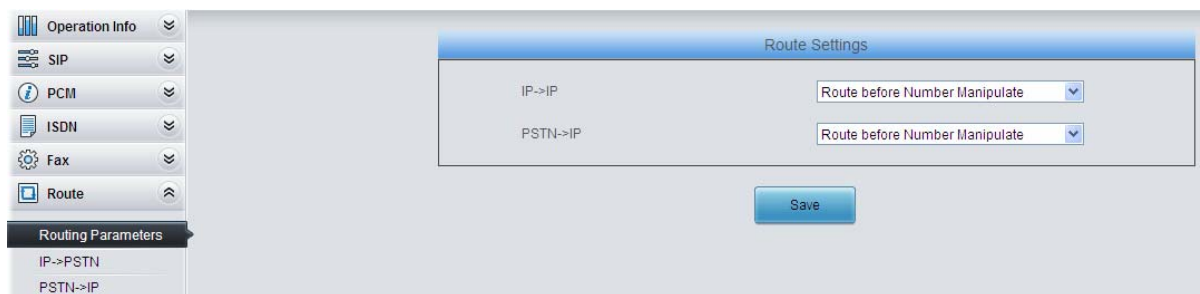 Operation Info
SIP
PCM
ISDN
Fax
Route
Routing Parameters
IP->PSTN
PSTN->IP
Route Settings
IP->IP Route before Number Manipulate
PSTN->IP Route before Number Manipulate
Save